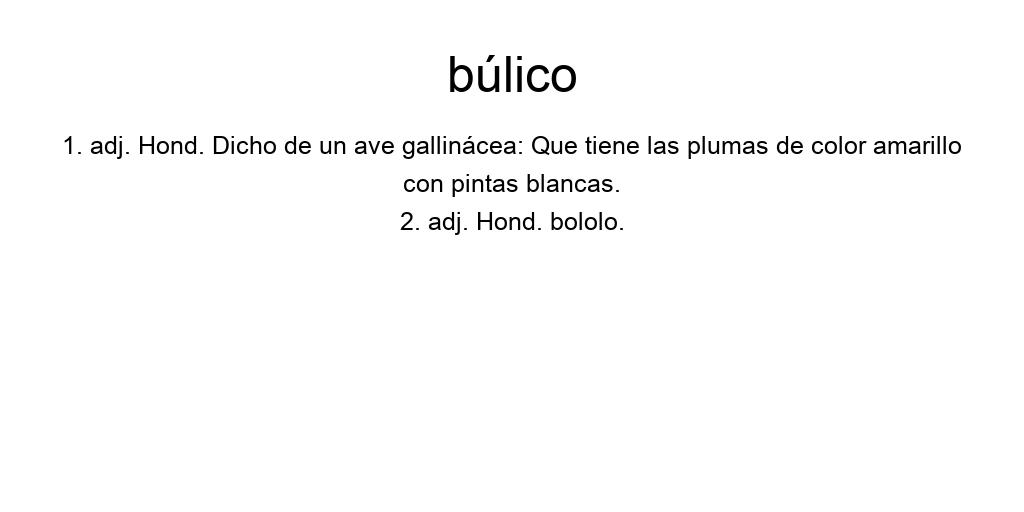 búlico
1. adj. Hond. Dicho de un ave gallinácea: Que tiene las plumas de color amarillo
con pintas blancas.
2. adj. Hond. bololo.